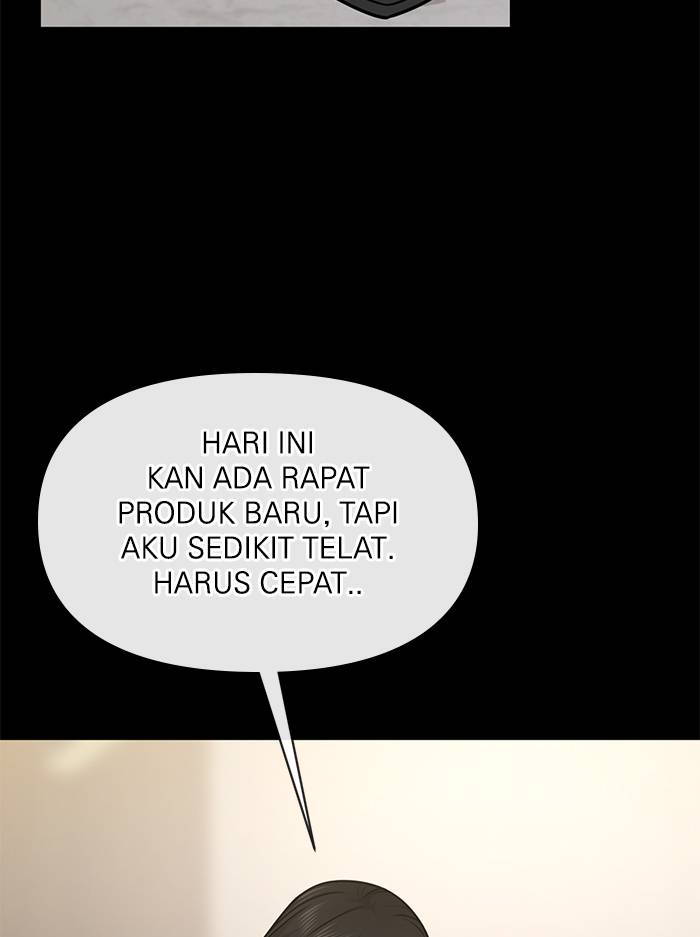 HARI INI
KAN ADA RAPAT
PRODUK BARU, TAPI
AKU SEDIKIT TELAT.
HARUS CEPAT..